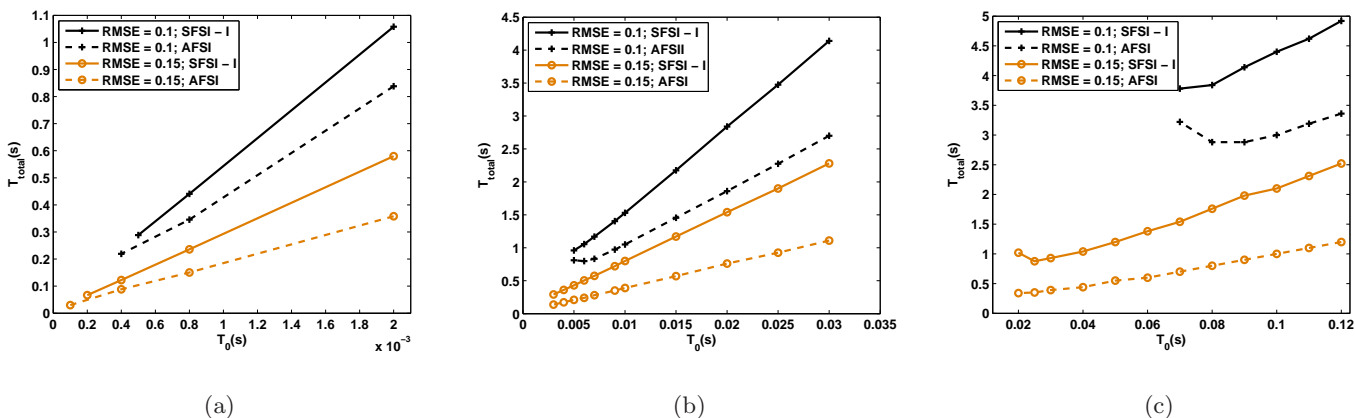 RMSE = 0.1; SFSI – I
RMSE = 0.1; AFSI
RMSE = 0.15; SFSI – I
RMSE = 0.15; AFSI
T_total(s)
1.2
1.1
1
0.9
0.8
0.7
0.6
0.5
0.4
0.3
0.2
0.1
0
0 0.2 0.4 0.6 0.8 1 1.2 1.4 1.6 1.8 2
T_0(s)
x 10^-3
(a)
RMSE = 0.1; SFSI – I
RMSE = 0.1; AFSII
RMSE = 0.15; SFSI – I
RMSE = 0.15; AFSI
T_total(s)
4.5
4
3.5
3
2.5
2
1.5
1
0.5
0
0.005 0.01 0.015 0.02 0.025 0.03 0.035
T_0(s)
(b)
RMSE = 0.1; SFSI – I
RMSE = 0.1; AFSI
RMSE = 0.15; SFSI – I
RMSE = 0.15; AFSI
T_total(s)
5
4.5
4
3.5
3
2.5
2
1.5
1
0.5
0
0.02 0.04 0.06 0.08 0.1 0.12
T_0(s)
(c)